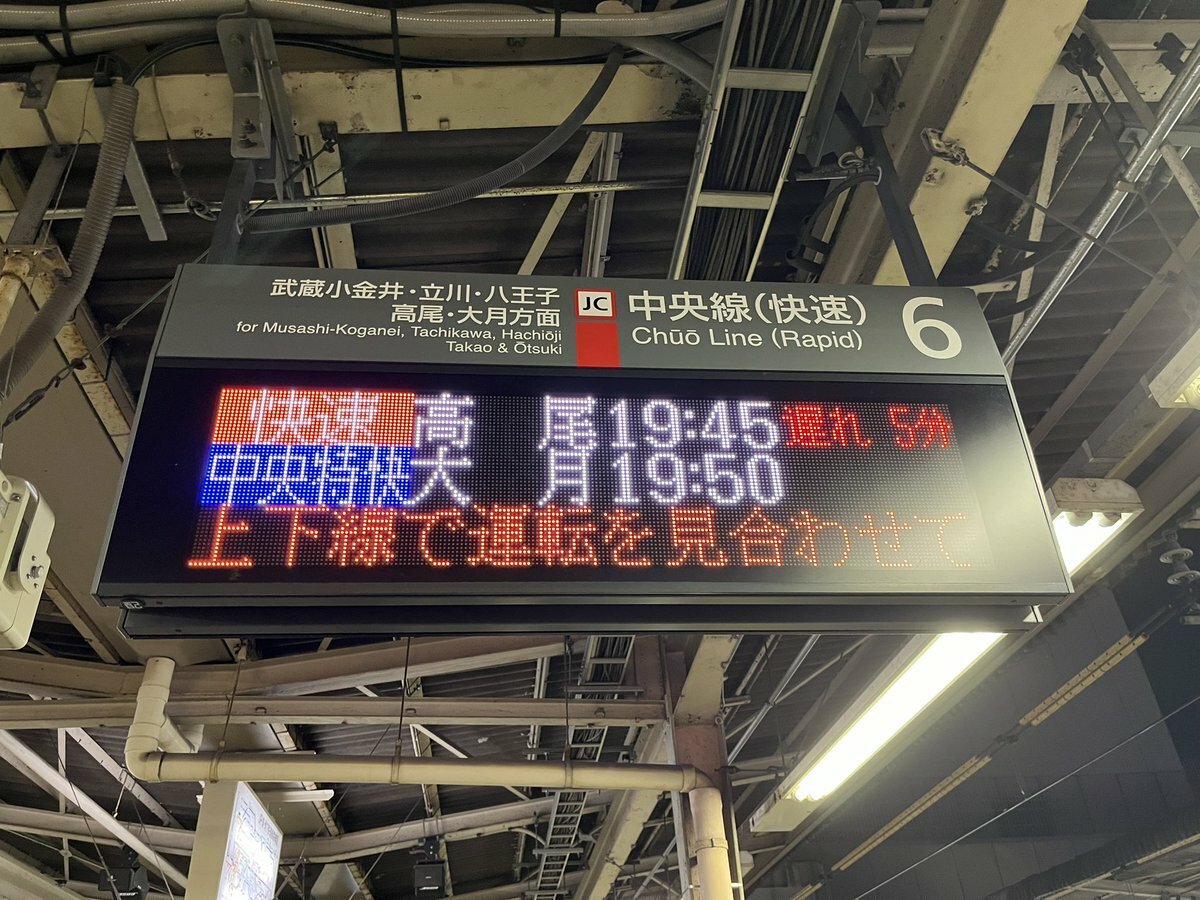 武蔵小金井・立川・八王子
高尾・大月方面
for Musashi-Koganei, Tachikawa, Hachiōji
Takao & Ōtsuki
JC
中央線(快速)
Chūō Line (Rapid)
6
快速 高 尾 19:45 遅れ 5分
中央特快 大 月 19:50
上下線で運転を見合わせて